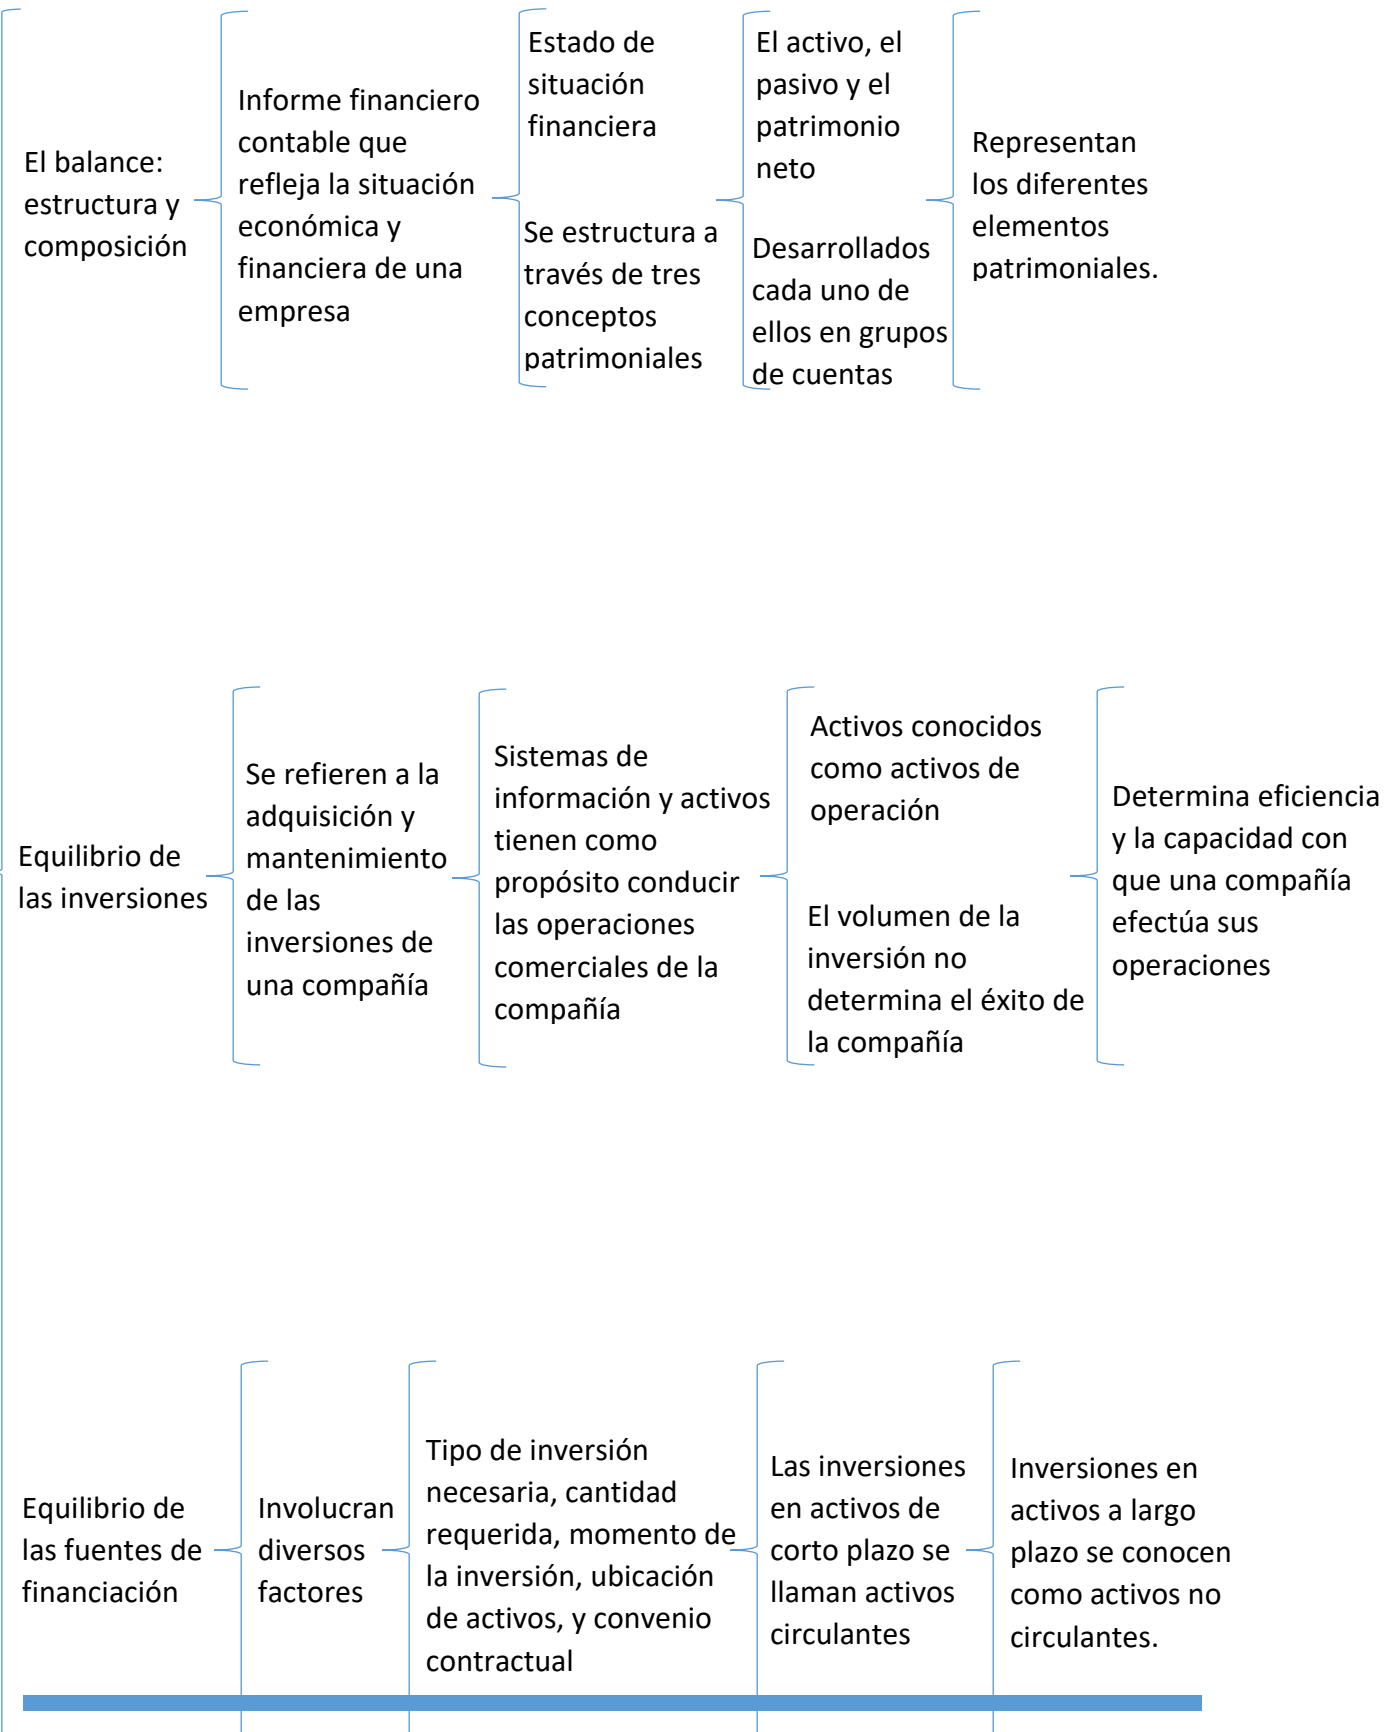 El balance:
estructura y
composición
Informe financiero
contable que
refleja la situación
económica y
financiera de una
empresa
Estado de
situación
financiera
Se estructura a
través de tres
conceptos
patrimoniales
El activo, el
pasivo y el
patrimonio
neto
Desarrollados
cada uno de
ellos en grupos
de cuentas
Representan
los diferentes
elementos
patrimoniales.
Equilibrio de
las inversiones
Se refieren a la
adquisición y
mantenimiento
de las
inversiones de
una compañía
Sistemas de
información y activos
tienen como
propósito conducir
las operaciones
comerciales de la
compañía
Activos conocidos
como activos de
operación
El volumen de la
inversión no
determina el éxito de
la compañía
Determina eficiencia
y la capacidad con
que una compañía
efectúa sus
operaciones
Equilibrio de
las fuentes de
financiación
Involucran
diversos
factores
Tipo de inversión
necesaria, cantidad
requerida, momento de
la inversión, ubicación
de activos, y convenio
contractual
Las inversiones
en activos de
corto plazo se
llaman activos
circulantes
Inversiones en
activos a largo
plazo se conocen
como activos no
circulantes.